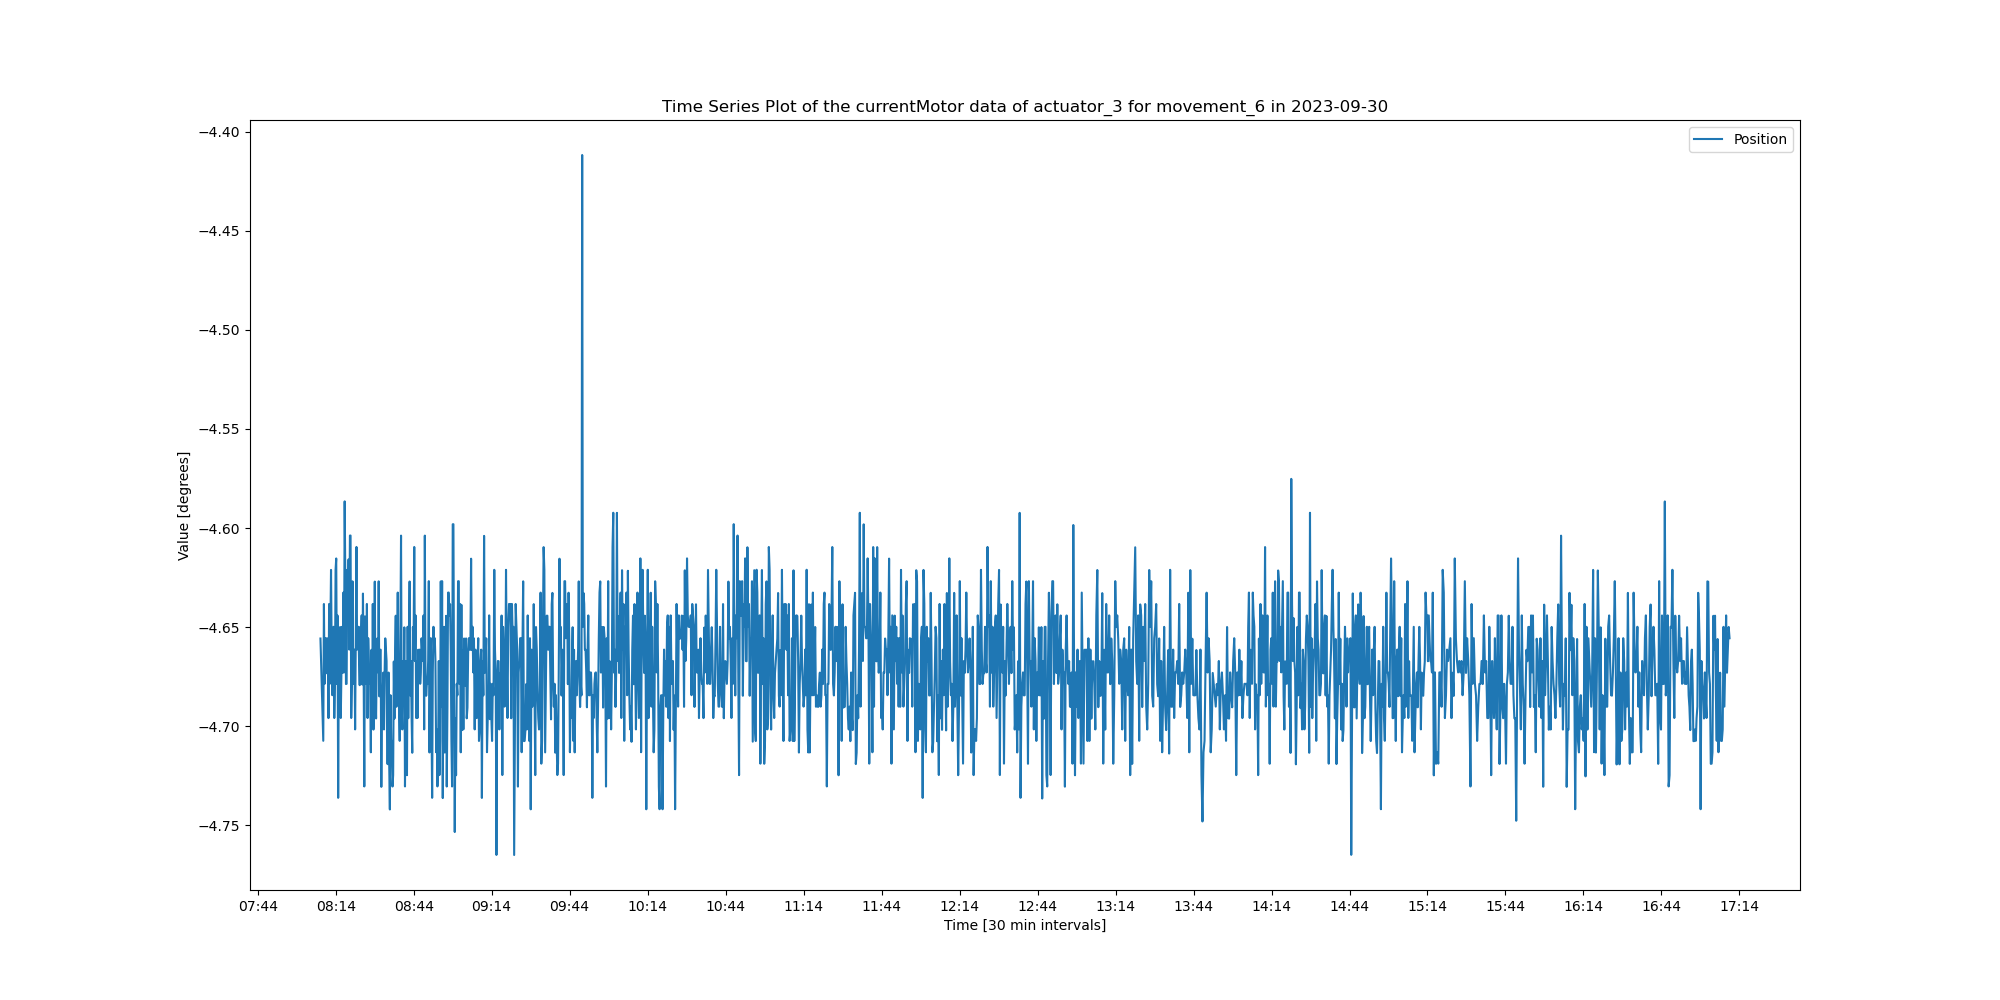 Time Series Plot of the currentMotor data of actuator_3 for movement_6 in 2023-09-30
Position
−4.40
−4.45
−4.50
−4.55
−4.60
−4.65
−4.70
−4.75
Value [degrees]
07:44 08:14 08:44 09:14 09:44 10:14 10:44 11:14 11:44 12:14 12:44 13:14 13:44 14:14 14:44 15:14 15:44 16:14 16:44 17:14
Time [30 min intervals]